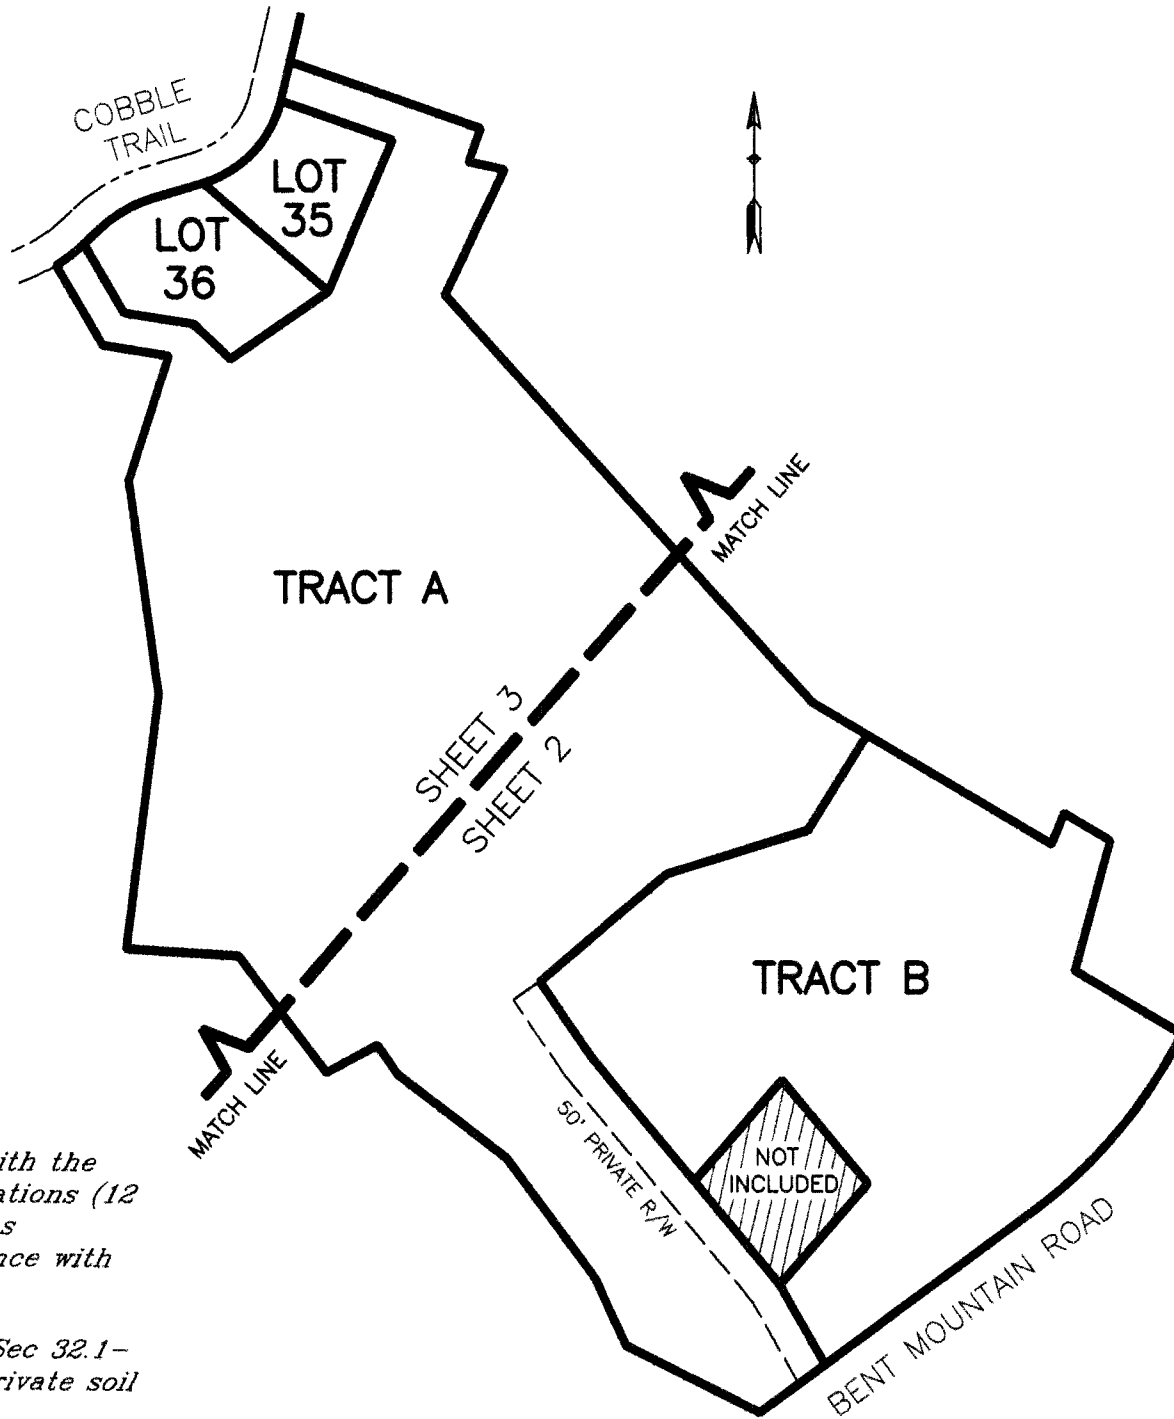 COBBLE
TRAIL
LOT
35
LOT
36
MATCH LINE
TRACT A
SHEET 3
SHEET 2
TRACT B
MATCH LINE
50' PRIVATE R/W
NOT
INCLUDED
BENT MOUNTAIN ROAD
ith the
ations (12
s
nce with
Sec 32.1-
rivate soil